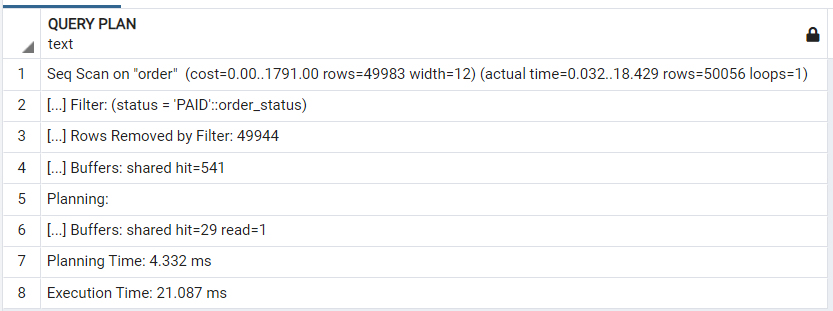 QUERY PLAN
text
1 Seq Scan on "order" (cost=0.00..1791.00 rows=49983 width=12) (actual time=0.032..18.429 rows=50056 loops=1)
2 [...] Filter: (status = 'PAID'::order_status)
3 [...] Rows Removed by Filter: 49944
4 [...] Buffers: shared hit=541
5 Planning:
6 [...] Buffers: shared hit=29 read=1
7 Planning Time: 4.332 ms
8 Execution Time: 21.087 ms